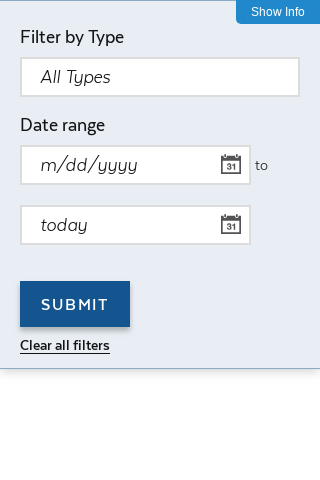 Show Info
Filter by Type
All Types
Date range
m/dd/yyyy
31
to
today
31
SUBMIT
Clear all filters